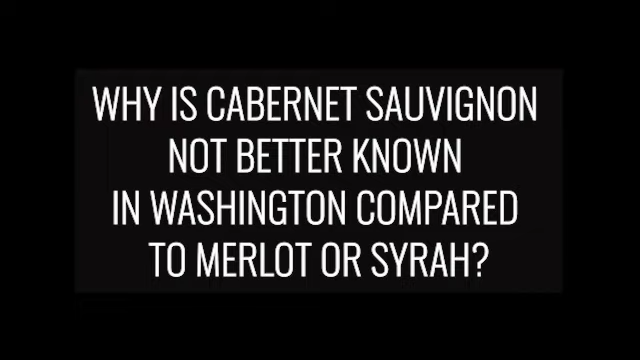 WHY IS CABERNET SAUVIGNON
NOT BETTER KNOWN
IN WASHINGTON COMPARED
TO MERLOT OR SYRAH?